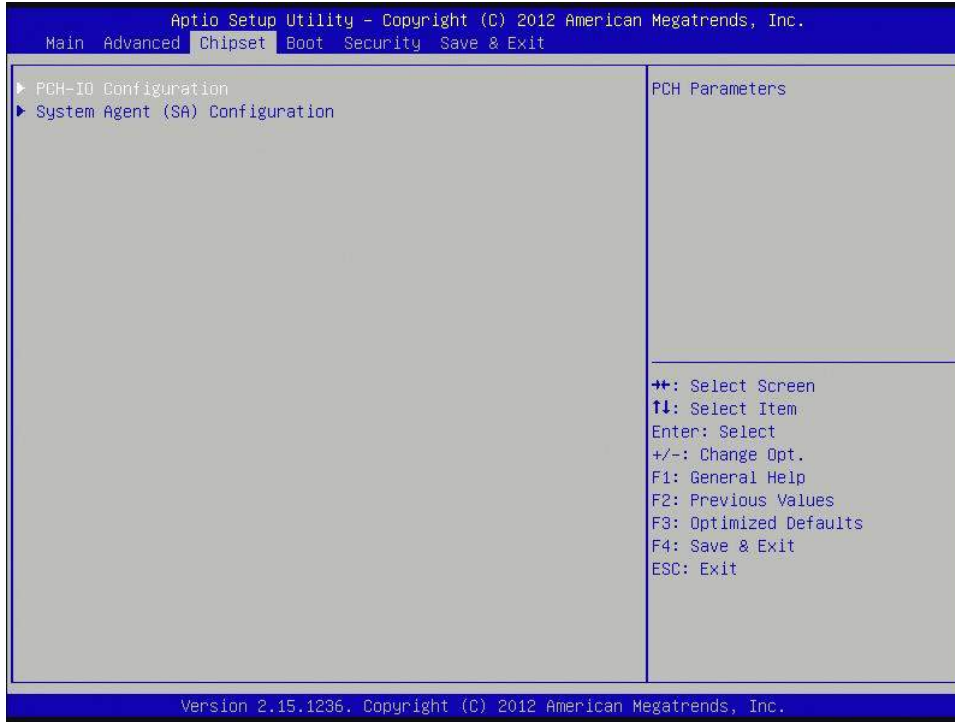 Aptio Setup Utility – Copyright (C) 2012 American Megatrends, Inc.
Main Advanced Chipset Boot Security Save & Exit
▶ PCH-IO Configuration
▶ System Agent (SA) Configuration
PCH Parameters
→←: Select Screen
↑↓: Select Item
Enter: Select
+/-: Change Opt.
F1: General Help
F2: Previous Values
F3: Optimized Defaults
F4: Save & Exit
ESC: Exit
Version 2.15.1236. Copyright (C) 2012 American Megatrends, Inc.